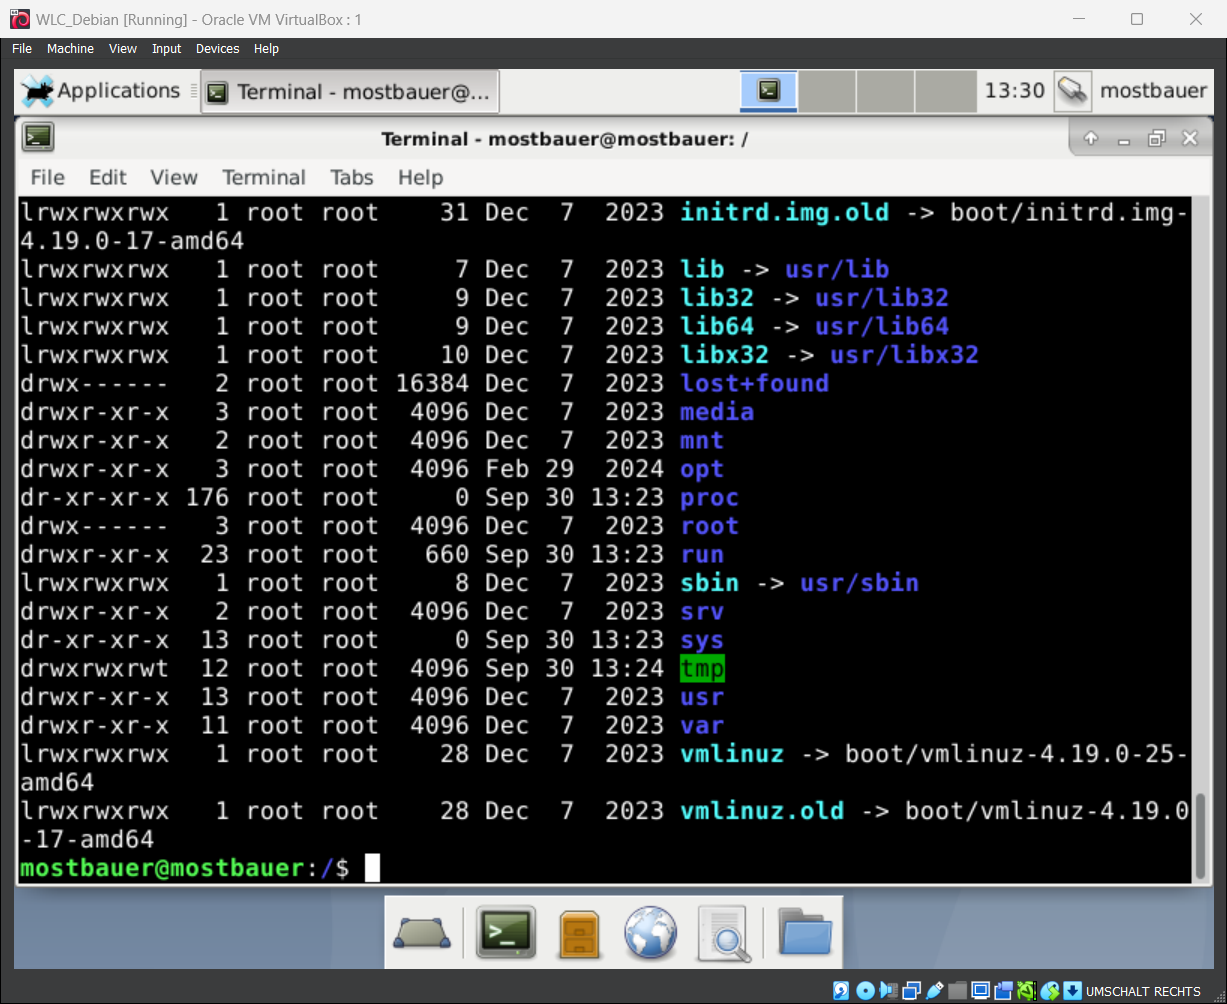 WLC_Debian [Running] - Oracle VM VirtualBox : 1
File Machine View Input Devices Help
Applications Terminal - mostbauer@... 13:30 mostbauer
Terminal - mostbauer@mostbauer: /
File Edit View Terminal Tabs Help
lrwxrwxrwx   1 root root    31 Dec  7  2023 initrd.img.old -> boot/initrd.img-
4.19.0-17-amd64
lrwxrwxrwx   1 root root     7 Dec  7  2023 lib -> usr/lib
lrwxrwxrwx   1 root root     9 Dec  7  2023 lib32 -> usr/lib32
lrwxrwxrwx   1 root root     9 Dec  7  2023 lib64 -> usr/lib64
lrwxrwxrwx   1 root root    10 Dec  7  2023 libx32 -> usr/libx32
drwx------   2 root root 16384 Dec  7  2023 lost+found
drwxr-xr-x   3 root root  4096 Dec  7  2023 media
drwxr-xr-x   2 root root  4096 Dec  7  2023 mnt
drwxr-xr-x   3 root root  4096 Feb 29  2024 opt
dr-xr-xr-x 176 root root     0 Sep 30 13:23 proc
drwx------   3 root root  4096 Dec  7  2023 root
drwxr-xr-x  23 root root   660 Sep 30 13:23 run
lrwxrwxrwx   1 root root     8 Dec  7  2023 sbin -> usr/sbin
drwxr-xr-x   2 root root  4096 Dec  7  2023 srv
dr-xr-xr-x  13 root root     0 Sep 30 13:23 sys
drwxrwxrwt  12 root root  4096 Sep 30 13:24 tmp
drwxr-xr-x  13 root root  4096 Dec  7  2023 usr
drwxr-xr-x  11 root root  4096 Dec  7  2023 var
lrwxrwxrwx   1 root root    28 Dec  7  2023 vmlinuz -> boot/vmlinuz-4.19.0-25-
amd64
lrwxrwxrwx   1 root root    28 Dec  7  2023 vmlinuz.old -> boot/vmlinuz-4.19.0
-17-amd64
mostbauer@mostbauer:/$
UMSCHALT RECHTS